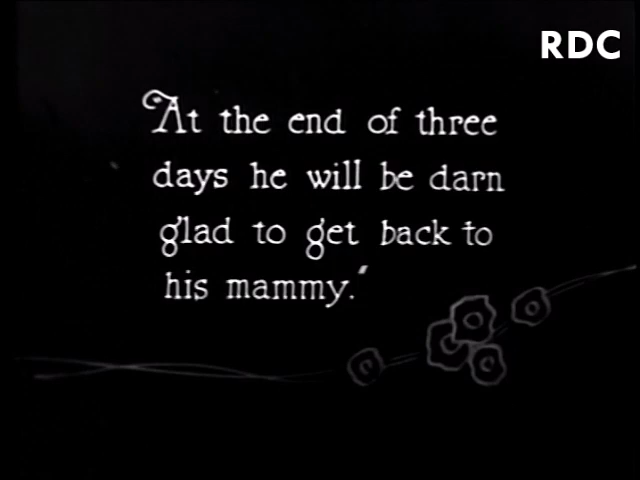 RDC
At the end of three
days he will be darn
glad to get back to
his mammy."